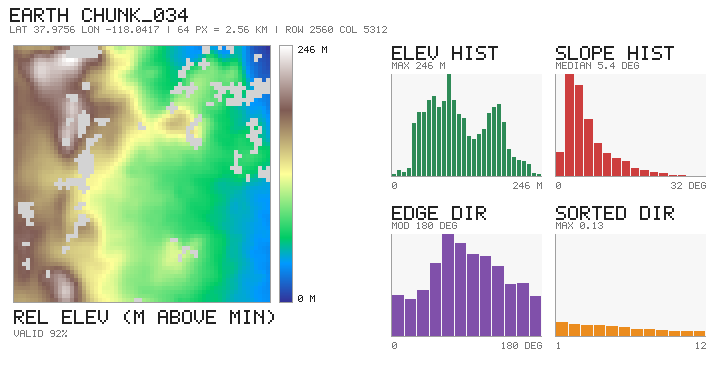 EARTH CHUNK_034
LAT 37.9756 LON -118.0417 | 64 PX = 2.56 KM | ROW 2560 COL 5312
246 M
0 M
REL ELEV (M ABOVE MIN)
VALID 92%
ELEV HIST
MAX 246 M
0 246 M
SLOPE HIST
MEDIAN 5.4 DEG
0 32 DEG
EDGE DIR
MOD 180 DEG
0 180 DEG
SORTED DIR
MAX 0.13
1 12